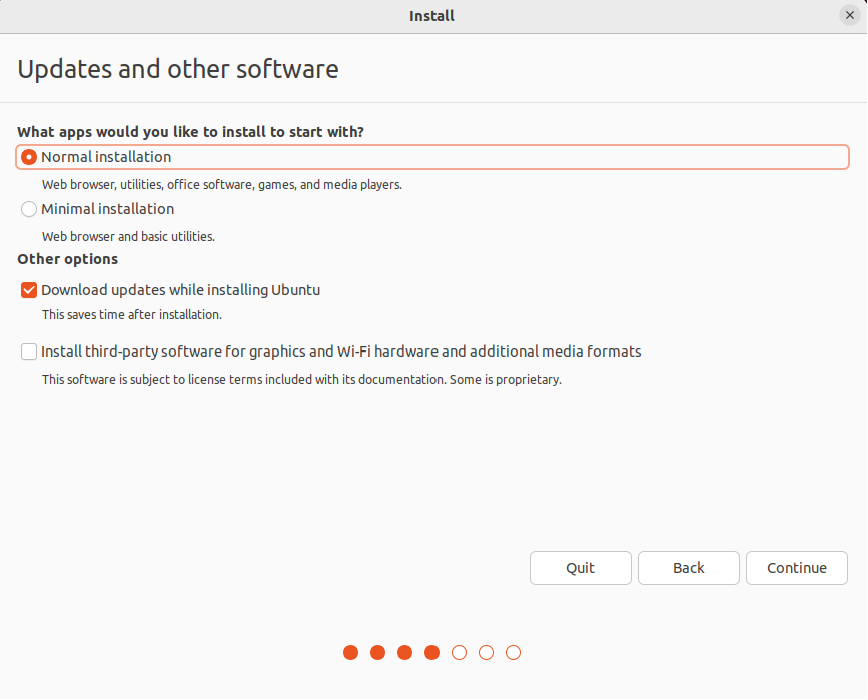 Install
Updates and other software
What apps would you like to install to start with?
Normal installation
Web browser, utilities, office software, games, and media players.
Minimal installation
Web browser and basic utilities.
Other options
Download updates while installing Ubuntu
This saves time after installation.
Install third-party software for graphics and Wi-Fi hardware and additional media formats
This software is subject to license terms included with its documentation. Some is proprietary.
Quit Back Continue